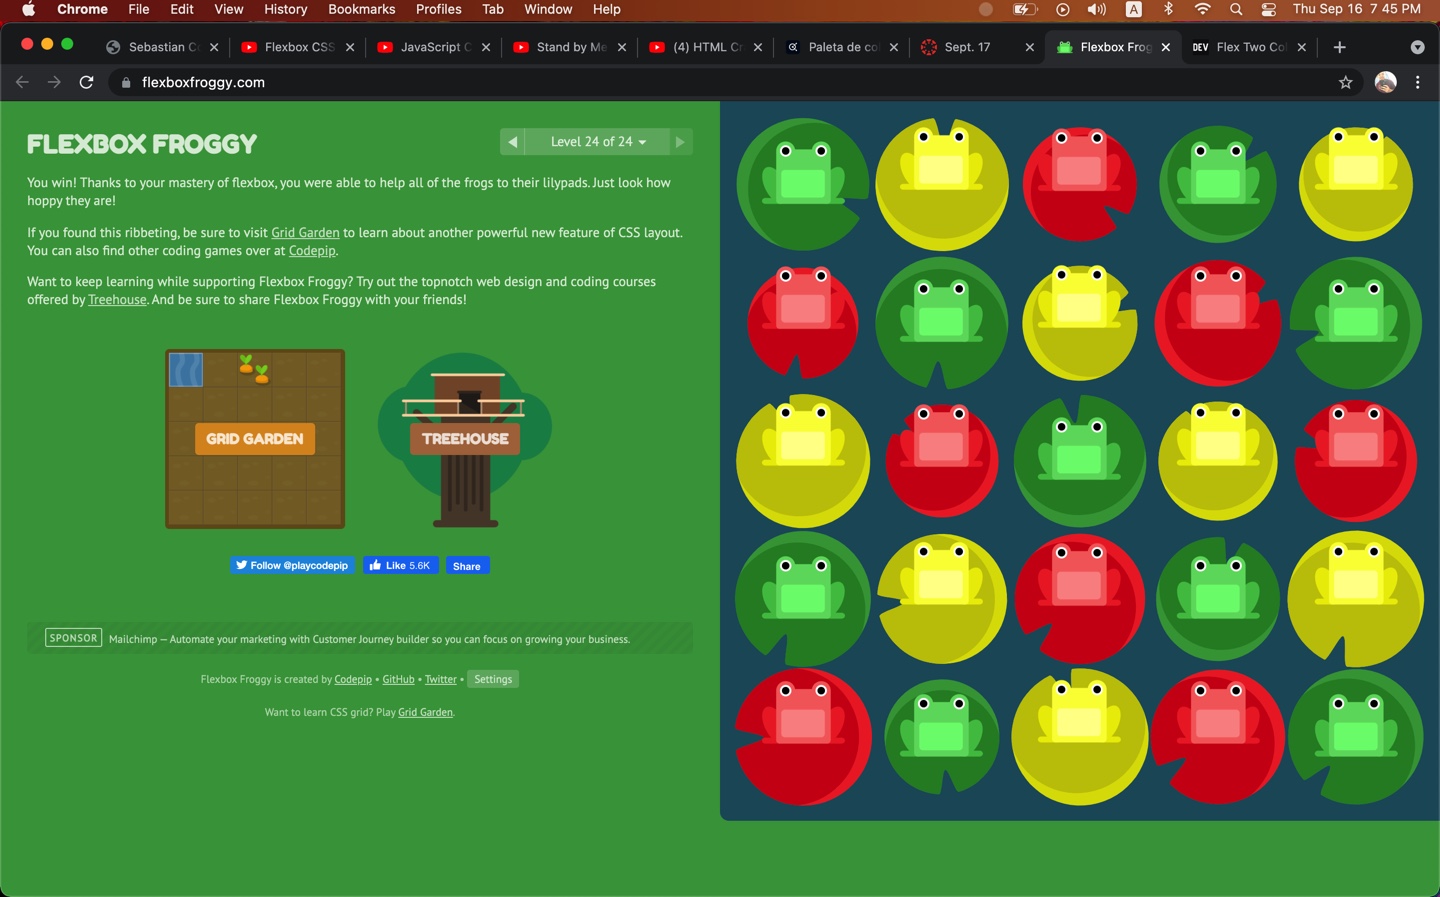 Chrome File Edit View History Bookmarks Profiles Tab Window Help A Thu Sep 16 7 45 PM
Sebastian C Flexbox CSS JavaScript C Stand by Me (4) HTML Cr Paleta de co Sept. 17 Flexbox Frog DEV Flex Two Col
flexboxfroggy.com
FLEXBOX FROGGY
Level 24 of 24
You win! Thanks to your mastery of flexbox, you were able to help all of the frogs to their lilypads. Just look how
hoppy they are!
If you found this ribbeting, be sure to visit Grid Garden to learn about another powerful new feature of CSS layout.
You can also find other coding games over at Codepip.
Want to keep learning while supporting Flexbox Froggy? Try out the topnotch web design and coding courses
offered by Treehouse. And be sure to share Flexbox Froggy with your friends!
GRID GARDEN
TREEHOUSE
Follow @playcodepip Like 5.6K Share
SPONSOR Mailchimp — Automate your marketing with Customer Journey builder so you can focus on growing your business.
Flexbox Froggy is created by Codepip • GitHub • Twitter • Settings
Want to learn CSS grid? Play Grid Garden.